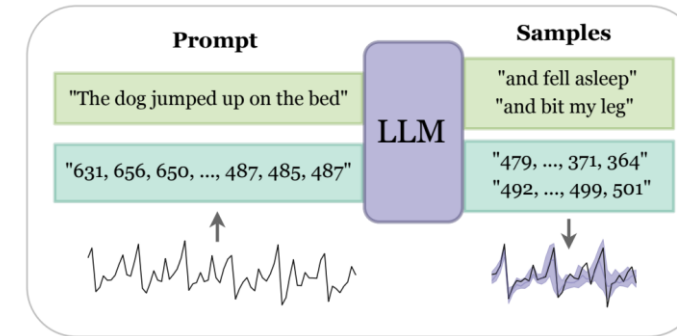 Prompt
"The dog jumped up on the bed"
"631, 656, 650, ..., 487, 485, 487"
LLM
Samples
"and fell asleep"
"and bit my leg"
"479, ..., 371, 364"
"492, ..., 499, 501"